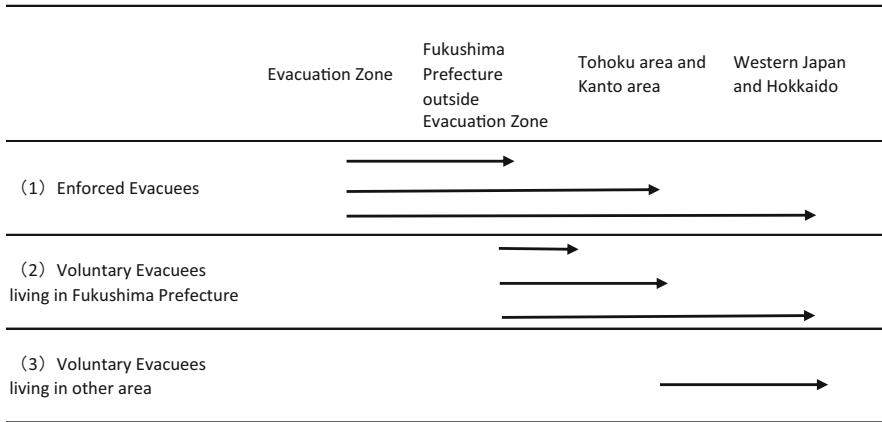 Evacuation Zone
Fukushima
Prefecture
outside
Evacuation Zone
Tohoku area and
Kanto area
Western Japan
and Hokkaido
（1）Enforced Evacuees
（2）Voluntary Evacuees
living in Fukushima Prefecture
（3）Voluntary Evacuees
living in other area